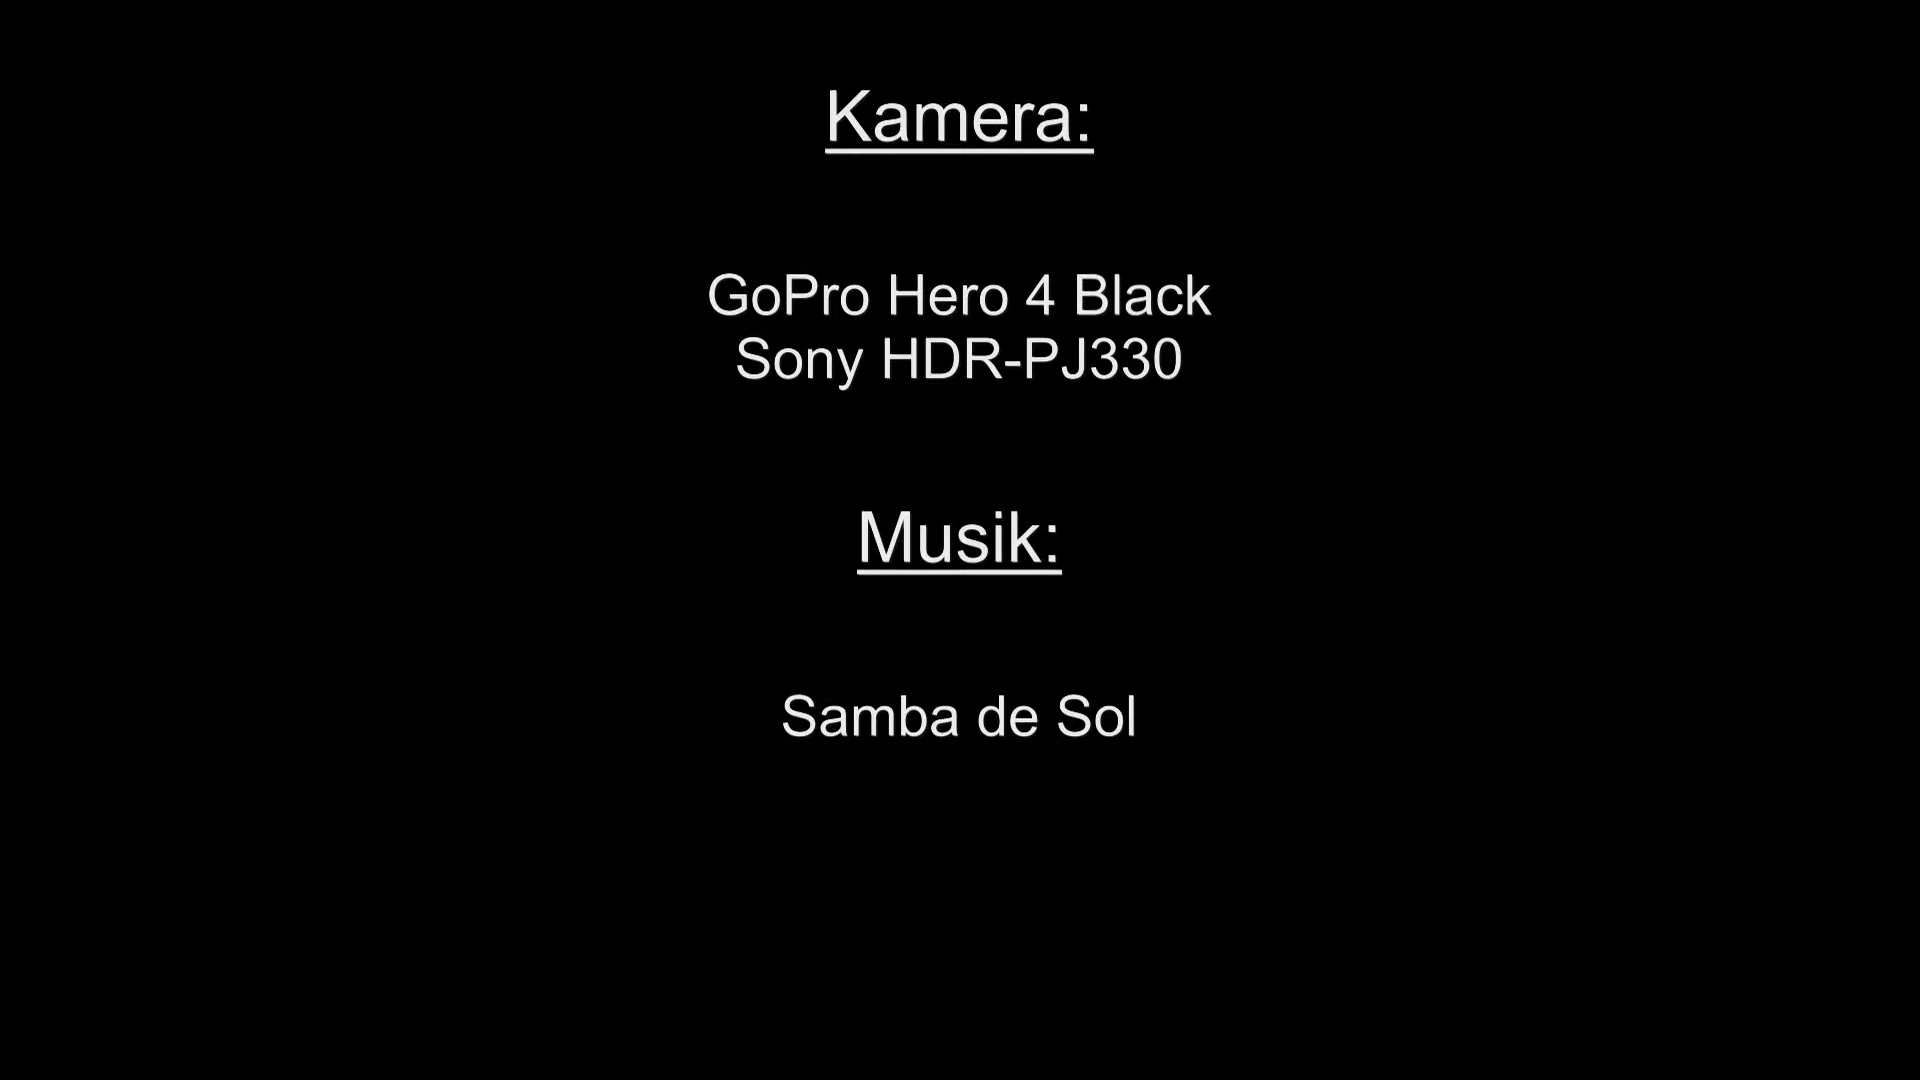 Kamera:
GoPro Hero 4 Black
Sony HDR-PJ330
Musik:
Samba de Sol